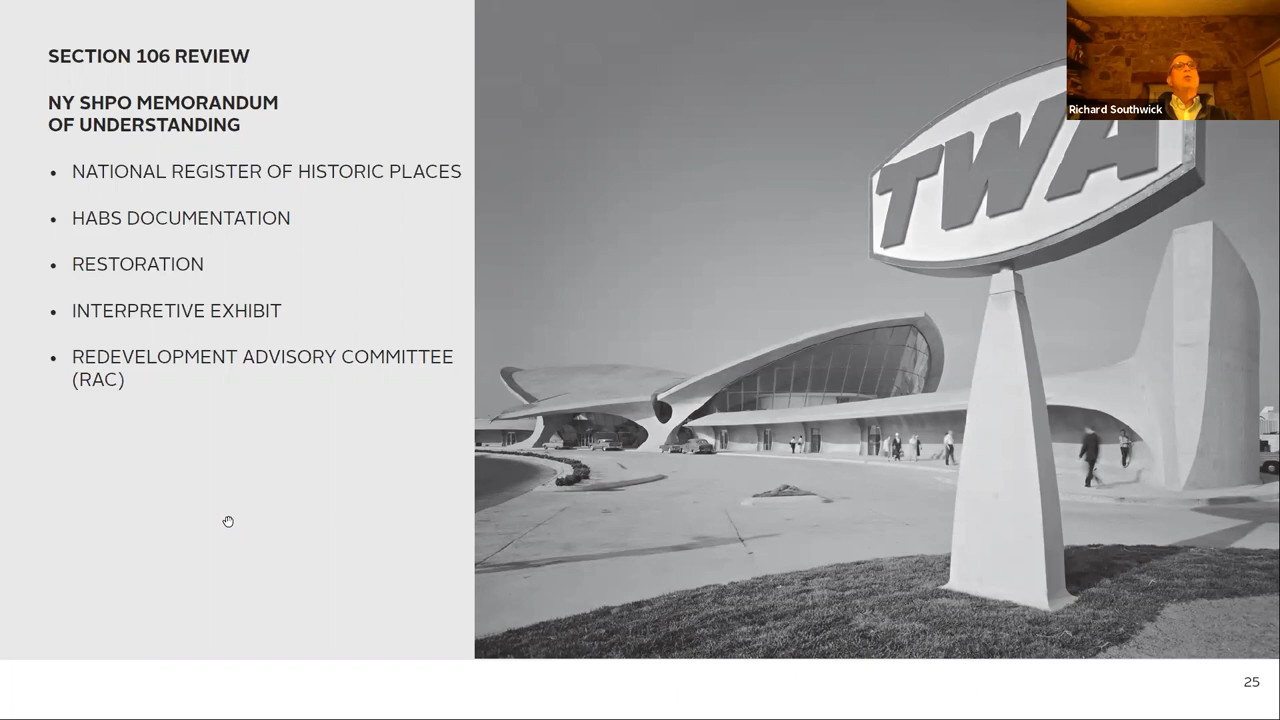 SECTION 106 REVIEW
NY SHPO MEMORANDUM
OF UNDERSTANDING
• NATIONAL REGISTER OF HISTORIC PLACES
• HABS DOCUMENTATION
• RESTORATION
• INTERPRETIVE EXHIBIT
• REDEVELOPMENT ADVISORY COMMITTEE
(RAC)
TWA
Richard Southwick
25